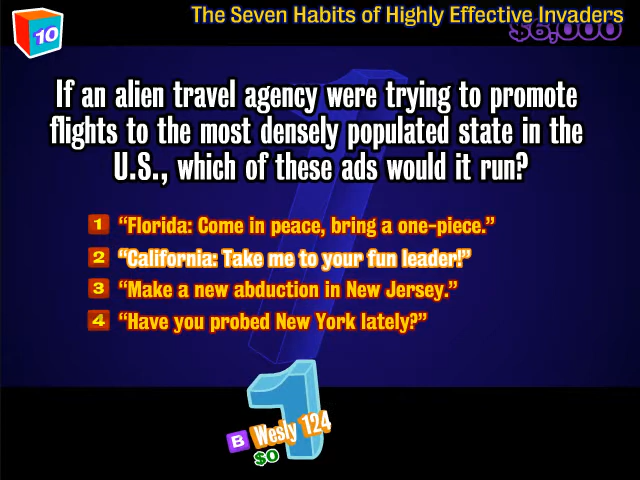 The Seven Habits of Highly Effective Invaders
10
$6,000
If an alien travel agency were trying to promote
flights to the most densely populated state in the
U.S., which of these ads would it run?
1 “Florida: Come in peace, bring a one-piece.”
2 “California: Take me to your fun leader!”
3 “Make a new abduction in New Jersey.”
4 “Have you probed New York lately?”
1
B Wesly 124
$0